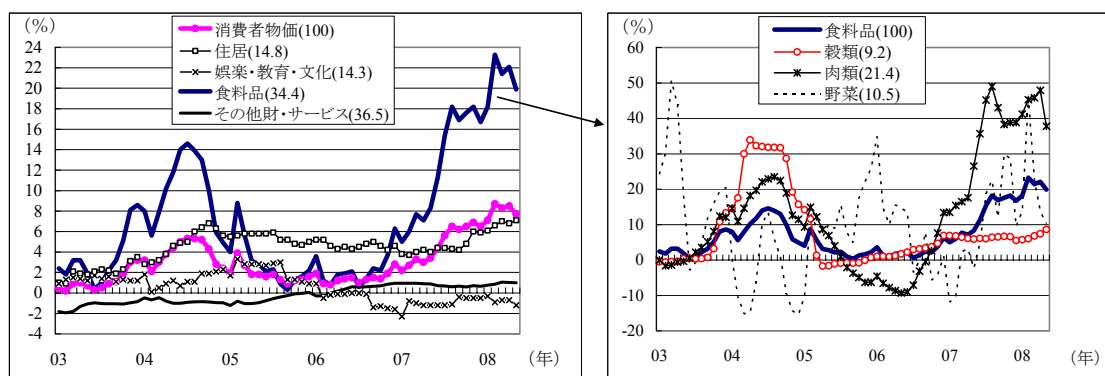 (%)
消費者物価(100)
住居(14.8)
娯楽・教育・文化(14.3)
食料品(34.4)
その他財・サービス(36.5)
24
22
20
18
16
14
12
10
8
6
4
2
0
-2
-4
03 04 05 06 07 08 (年)
(%)
食料品(100)
穀類(9.2)
肉類(21.4)
野菜(10.5)
60
50
40
30
20
10
0
-10
-20
03 04 05 06 07 08 (年)